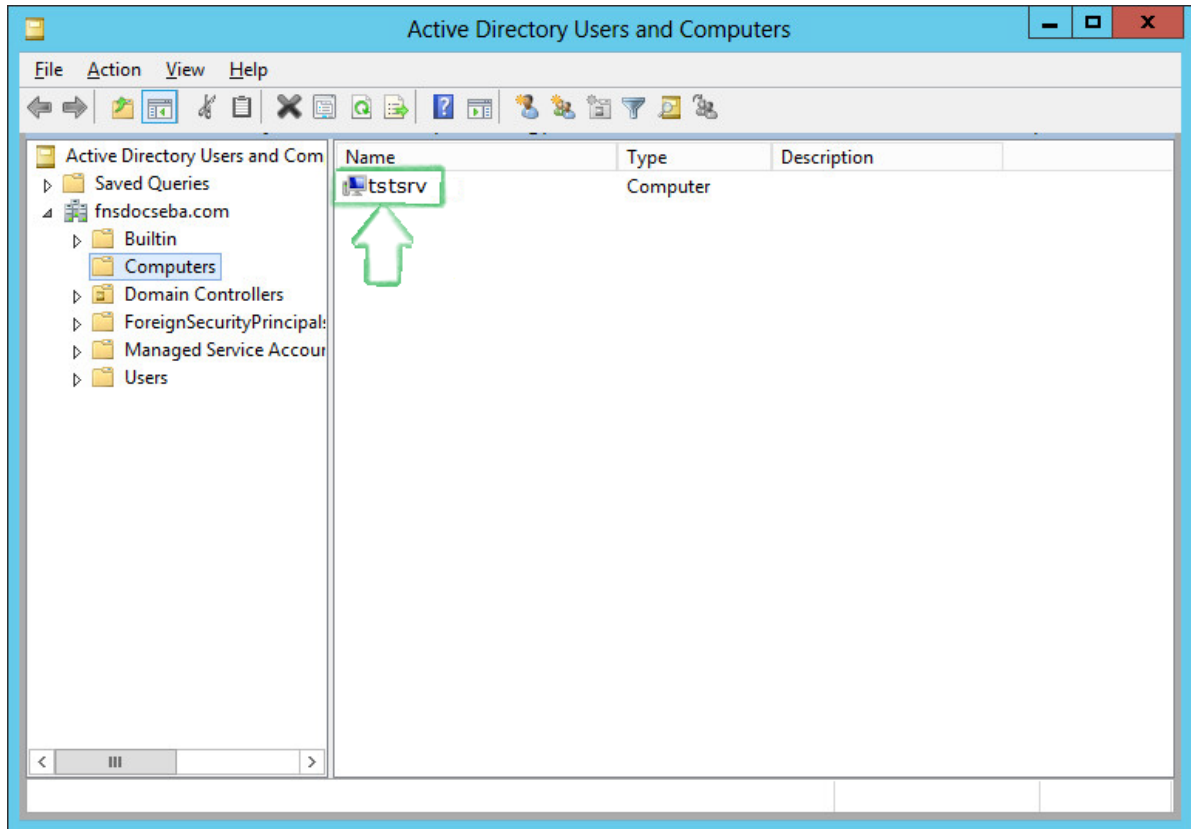 Active Directory Users and Computers
File Action View Help
Active Directory Users and Com
Saved Queries
fnsdocseba.com
Builtin
Computers
Domain Controllers
ForeignSecurityPrincipals
Managed Service Accour
Users
Name Type Description
tstsrv Computer